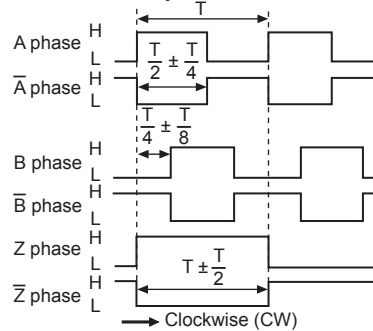 T
H
A phase
L
T/2 ± T/4
H
A̅ phase
L
T/4 ± T/8
H
B phase
L
H
B̅ phase
L
H
Z phase
L
T ± T/2
H
Z̅ phase
L
Clockwise (CW)